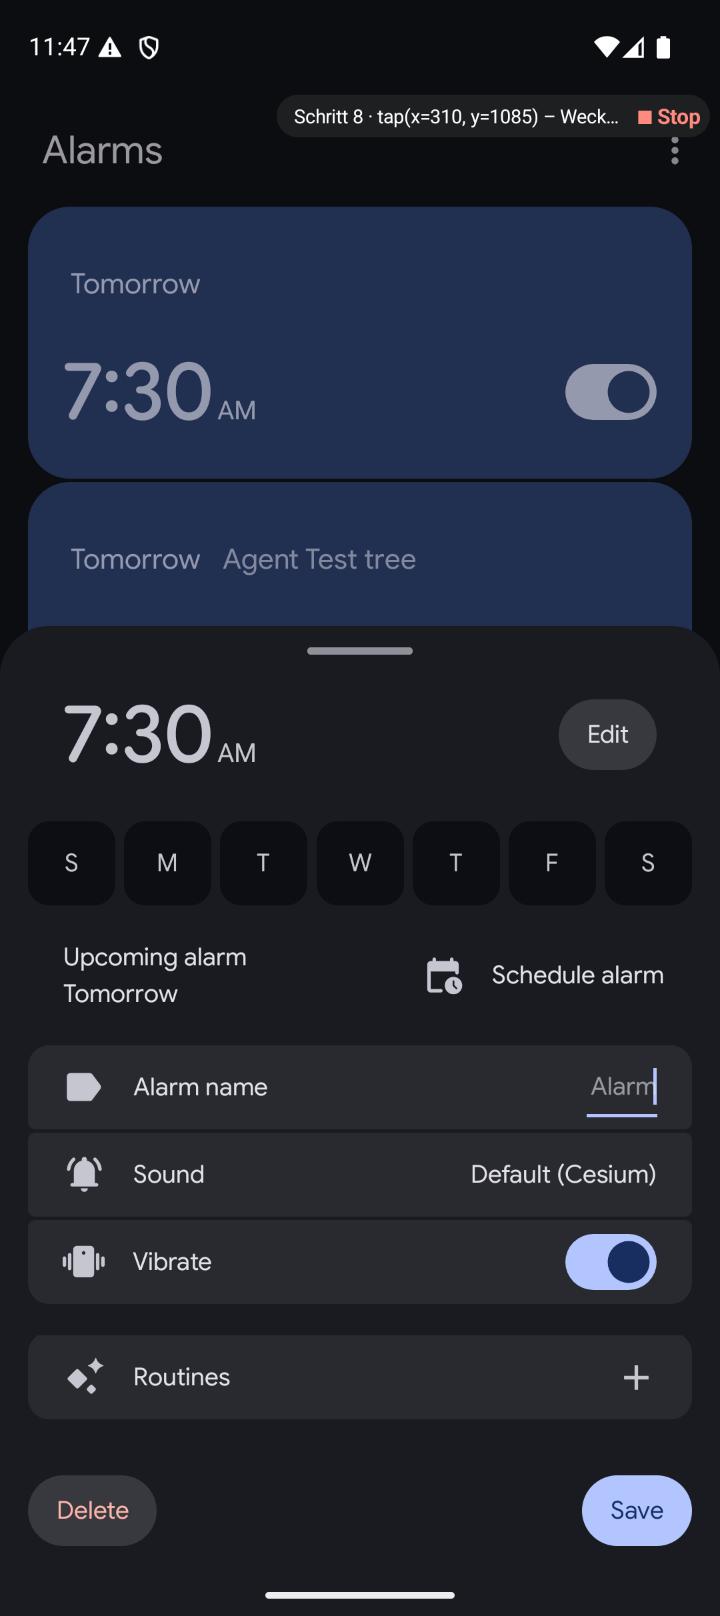 11:47
Schritt 8 · tap(x=310, y=1085) – Weck... Stop
Alarms
Tomorrow
7:30 AM
Tomorrow Agent Test tree
7:30 AM
Edit
S M T W T F S
Upcoming alarm
Tomorrow
Schedule alarm
Alarm name Alarm
Sound Default (Cesium)
Vibrate
Routines
Delete Save